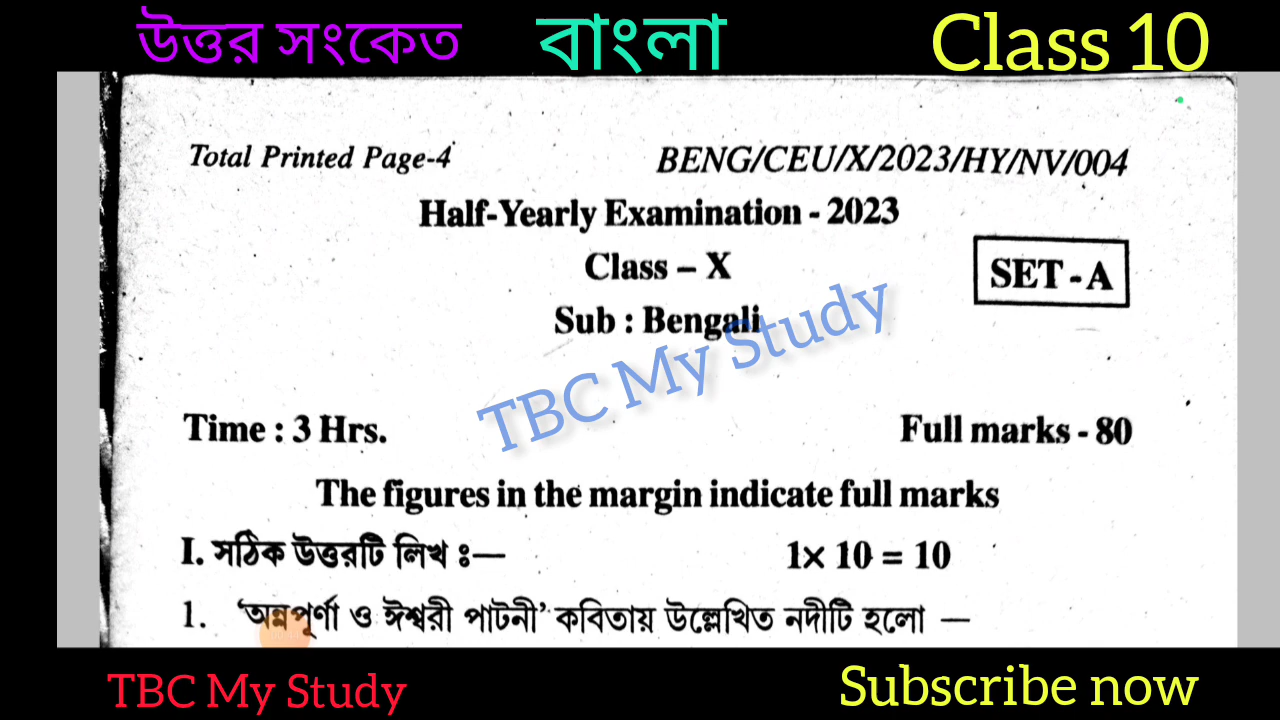 উত্তর সংকেত বাংলা Class 10
Total Printed Page-4 BENG/CEU/X/2023/HY/NV/004
Half-Yearly Examination - 2023
Class – X
SET - A
Sub : Bengali
TBC My Study
Time : 3 Hrs. Full marks - 80
The figures in the margin indicate full marks
I. সঠিক উত্তরটি লিখ ঃ— 1× 10 = 10
1. ‘অন্নপূর্ণা ও ঈশ্বরী পাটনী’ কবিতায় উল্লেখিত নদীটি হলো —
TBC My Study Subscribe now